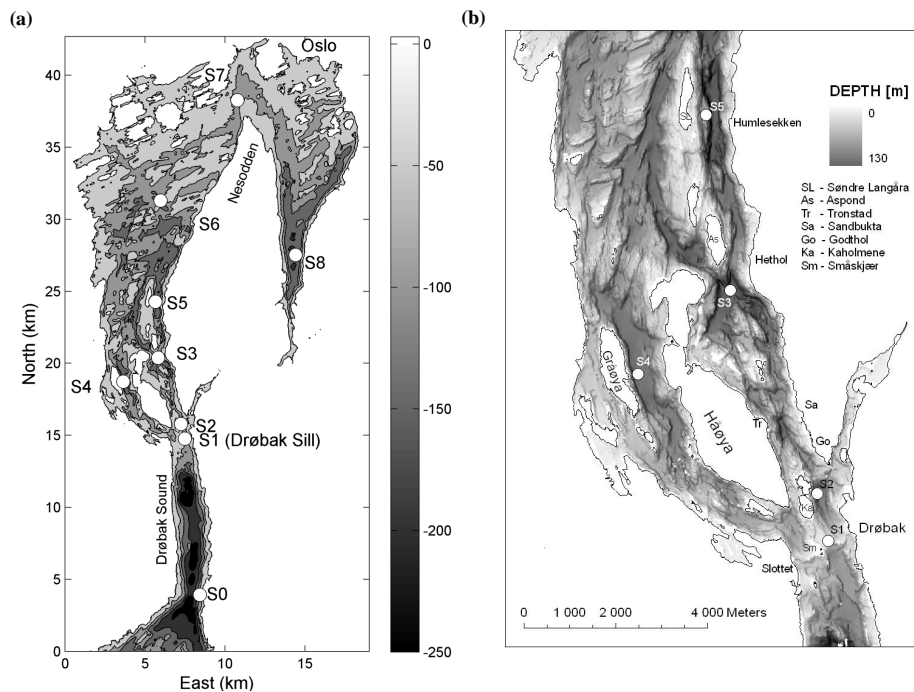 (a)
Oslo
S7
Nesodden
S6
S8
S5
S3
S4
S2
S1 (Drøbak Sill)
Drøbak Sound
S0
40
35
30
25
20
15
10
5
0
North (km)
0
5
10
15
East (km)
0
-50
-100
-150
-200
-250
(b)
DEPTH [m]
0
130
SL - Søndre Langåra
As - Aspond
Tr - Tronstad
Sa - Sandbukta
Go - Godthol
Ka - Kaholmene
Sm - Småskjær
S5
SL
Humlesekken
As
Hethol
S3
S4
Gråøya
Håøya
Sa
Tr
Go
S2
Ka
S1
Drøbak
Sm
Slottet
0
1 000
2 000
4 000 Meters